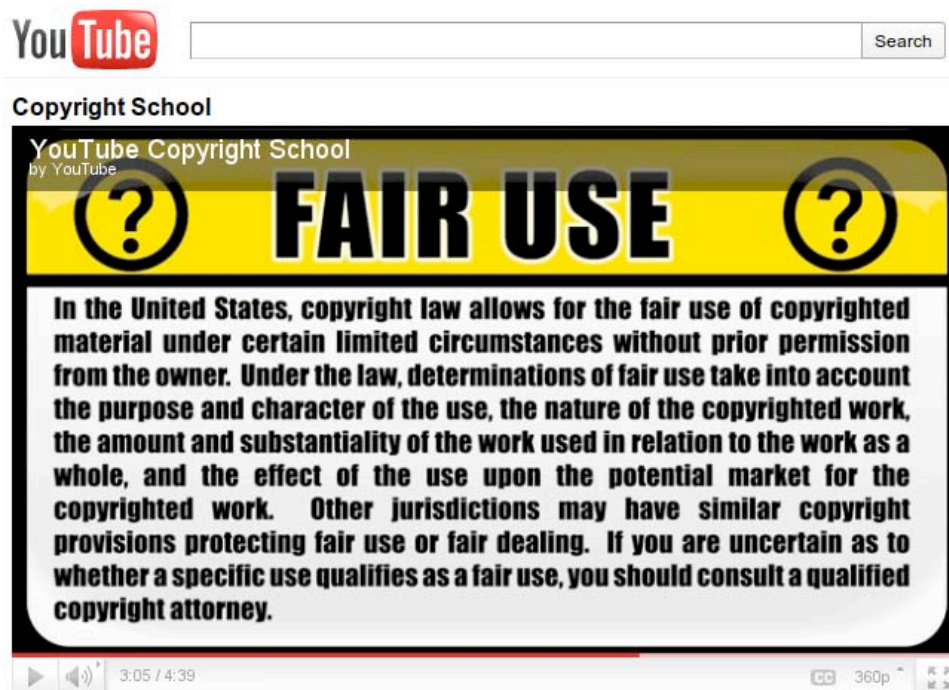 YouTube
Search
Copyright School
YouTube Copyright School
by YouTube
? FAIR USE ?
In the United States, copyright law allows for the fair use of copyrighted
material under certain limited circumstances without prior permission
from the owner. Under the law, determinations of fair use take into account
the purpose and character of the use, the nature of the copyrighted work,
the amount and substantiality of the work used in relation to the work as a
whole, and the effect of the use upon the potential market for the
copyrighted work. Other jurisdictions may have similar copyright
provisions protecting fair use or fair dealing. If you are uncertain as to
whether a specific use qualifies as a fair use, you should consult a qualified
copyright attorney.
3:05 / 4:39
CC 360p